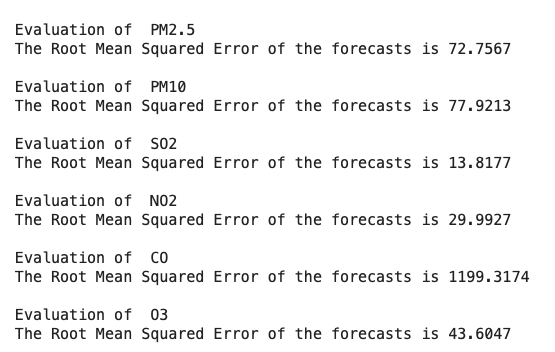 Evaluation of  PM2.5
The Root Mean Squared Error of the forecasts is 72.7567
Evaluation of  PM10
The Root Mean Squared Error of the forecasts is 77.9213
Evaluation of  SO2
The Root Mean Squared Error of the forecasts is 13.8177
Evaluation of  NO2
The Root Mean Squared Error of the forecasts is 29.9927
Evaluation of  CO
The Root Mean Squared Error of the forecasts is 1199.3174
Evaluation of  O3
The Root Mean Squared Error of the forecasts is 43.6047